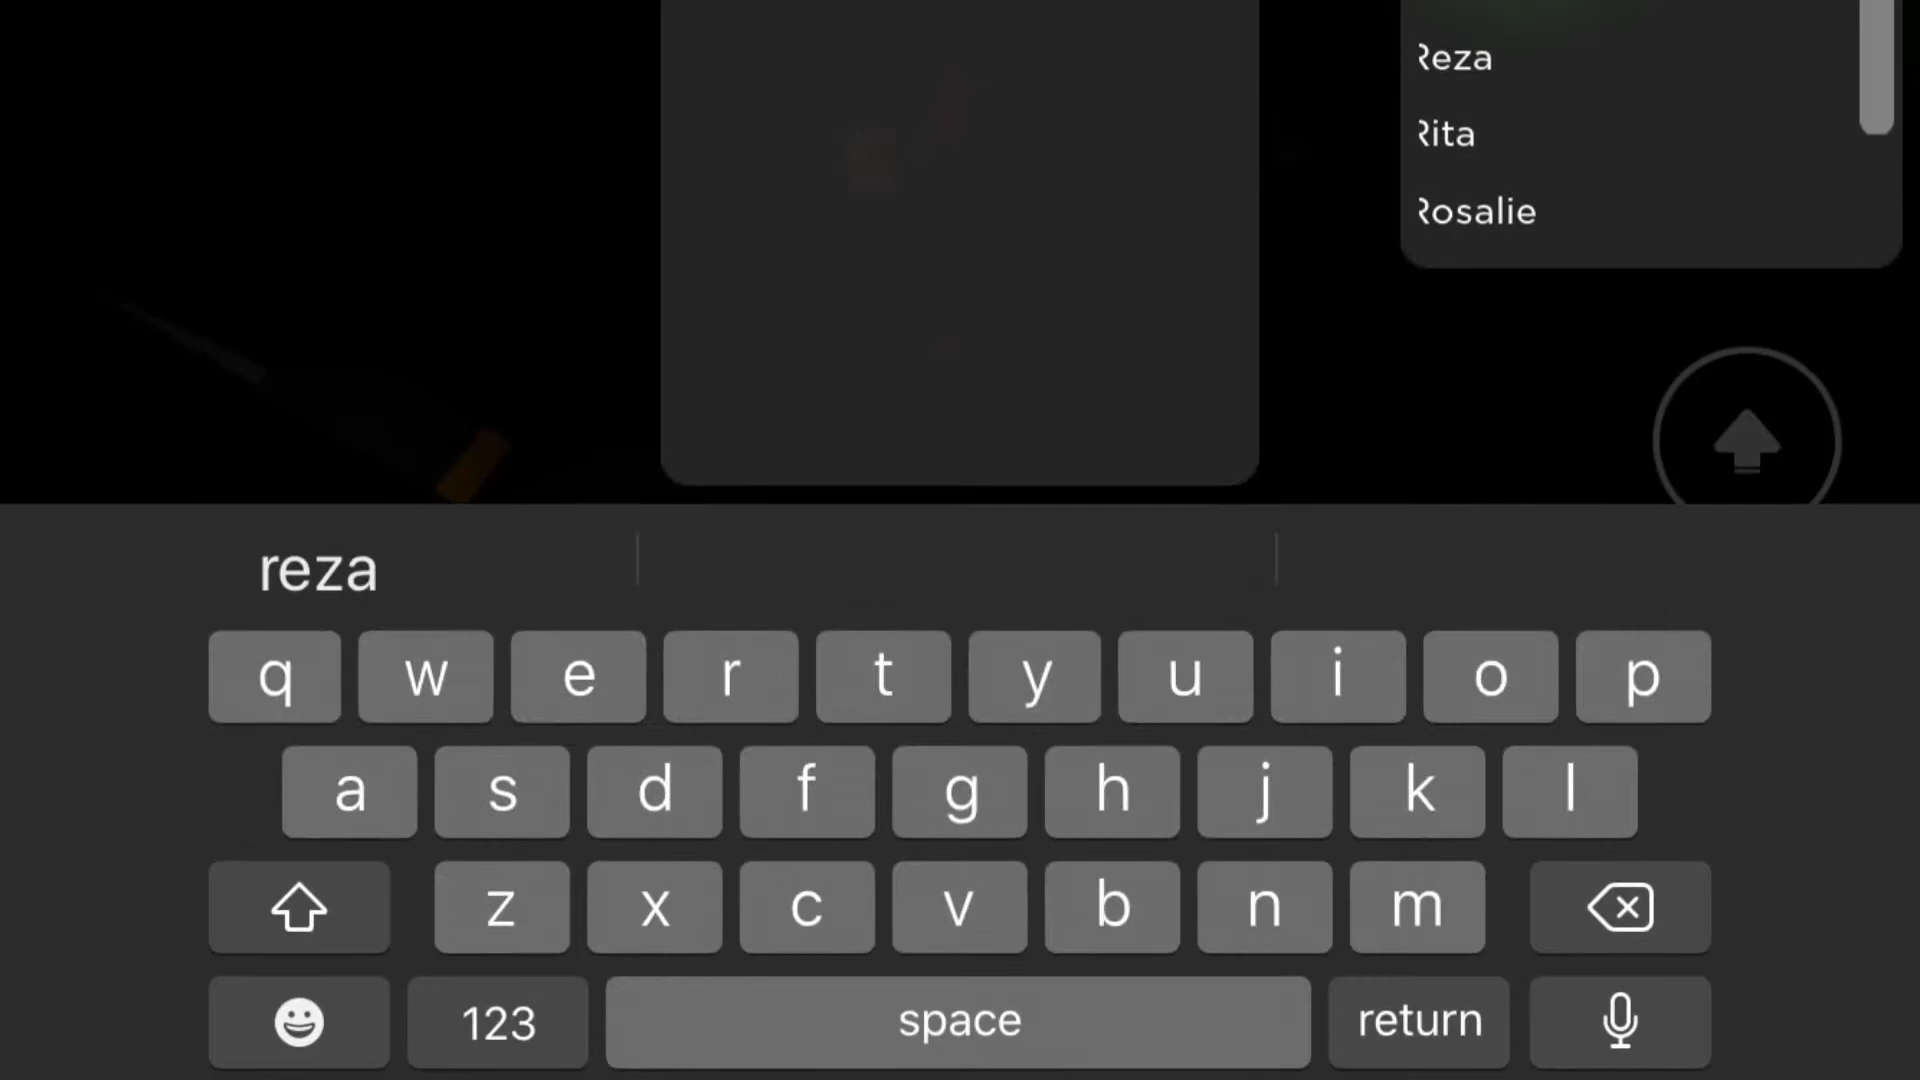 Reza
Rita
Rosalie
reza
q w e r t y u i o p
a s d f g h j k l
z x c v b n m
123 space return